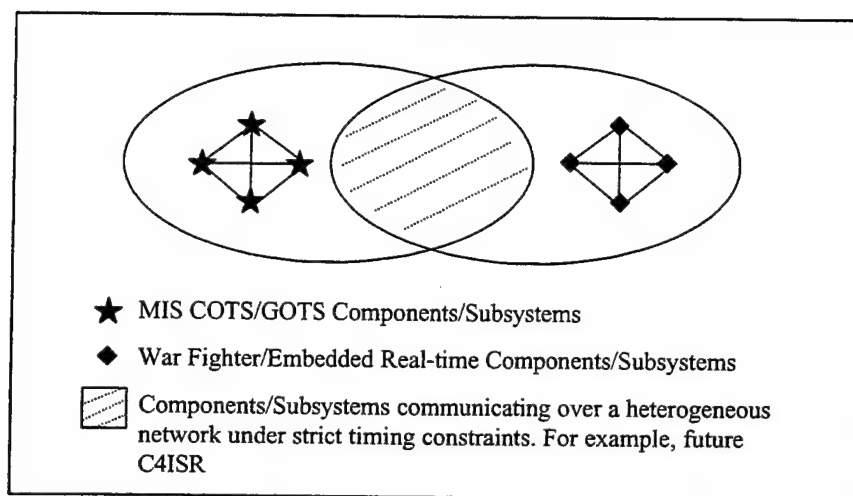 MIS COTS/GOTS Components/Subsystems
War Fighter/Embedded Real-time Components/Subsystems
Components/Subsystems communicating over a heterogeneous
network under strict timing constraints. For example, future
C4ISR